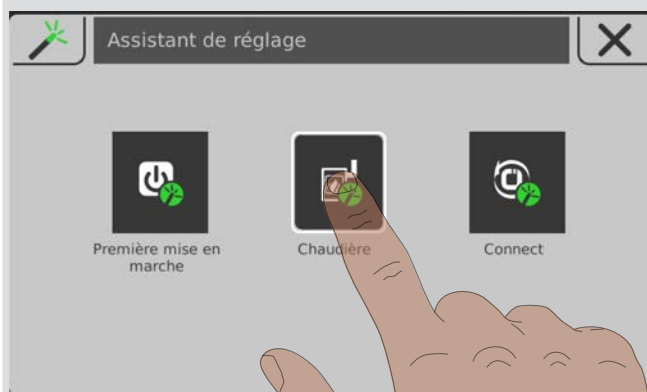 Assistant de réglage
Première mise en
marche
Chaudière
Connect